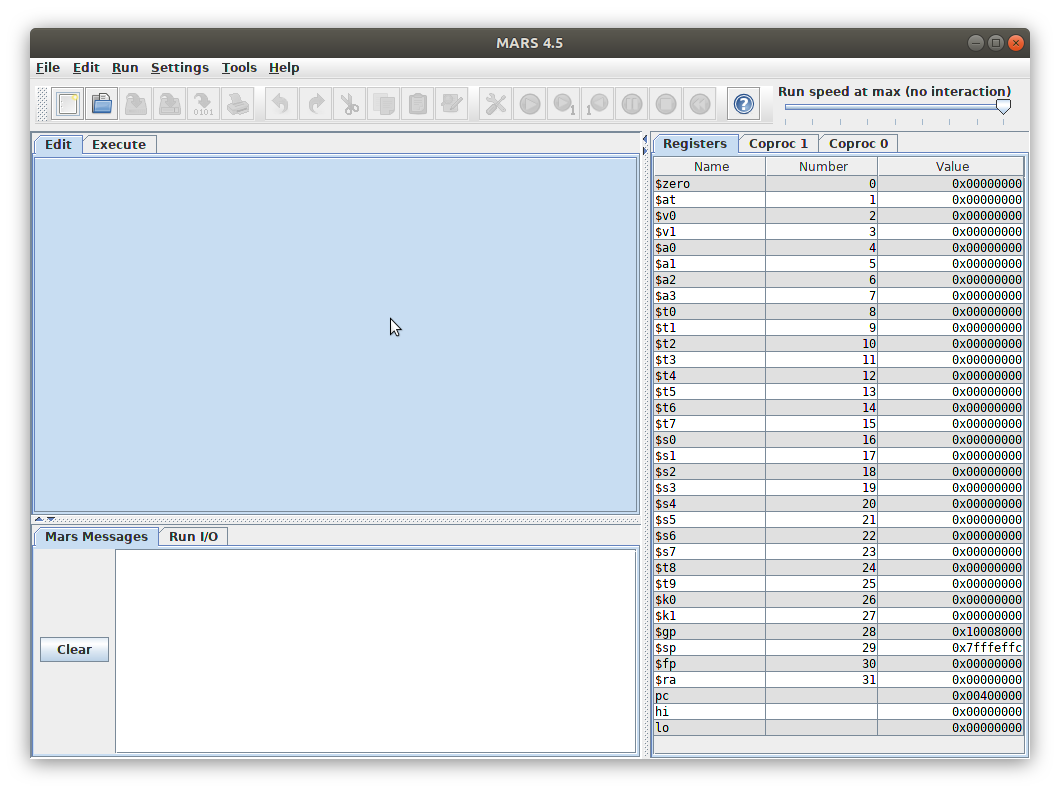 MARS 4.5
File Edit Run Settings Tools Help
0101
1
1
?
Run speed at max (no interaction)
Edit Execute
Registers Coproc 1 Coproc 0
Name Number Value
$zero 0 0x00000000
$at 1 0x00000000
$v0 2 0x00000000
$v1 3 0x00000000
$a0 4 0x00000000
$a1 5 0x00000000
$a2 6 0x00000000
$a3 7 0x00000000
$t0 8 0x00000000
$t1 9 0x00000000
$t2 10 0x00000000
$t3 11 0x00000000
$t4 12 0x00000000
$t5 13 0x00000000
$t6 14 0x00000000
$t7 15 0x00000000
$s0 16 0x00000000
$s1 17 0x00000000
$s2 18 0x00000000
$s3 19 0x00000000
$s4 20 0x00000000
$s5 21 0x00000000
$s6 22 0x00000000
$s7 23 0x00000000
$t8 24 0x00000000
$t9 25 0x00000000
$k0 26 0x00000000
$k1 27 0x00000000
$gp 28 0x10008000
$sp 29 0x7fffeffc
$fp 30 0x00000000
$ra 31 0x00000000
pc 0x00400000
hi 0x00000000
lo 0x00000000
Mars Messages Run I/O
Clear